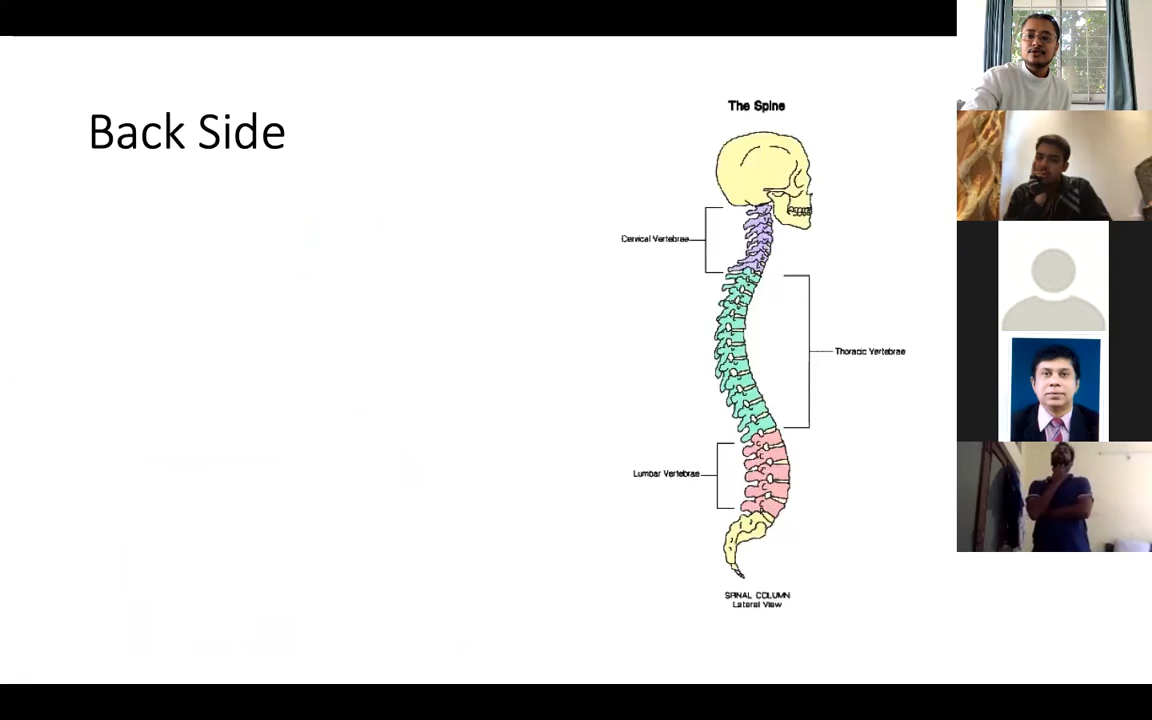 Back Side
The Spine
Cervical Vertebrae
Thoracic Vertebrae
Lumbar Vertebrae
SPINAL COLUMN
Lateral View